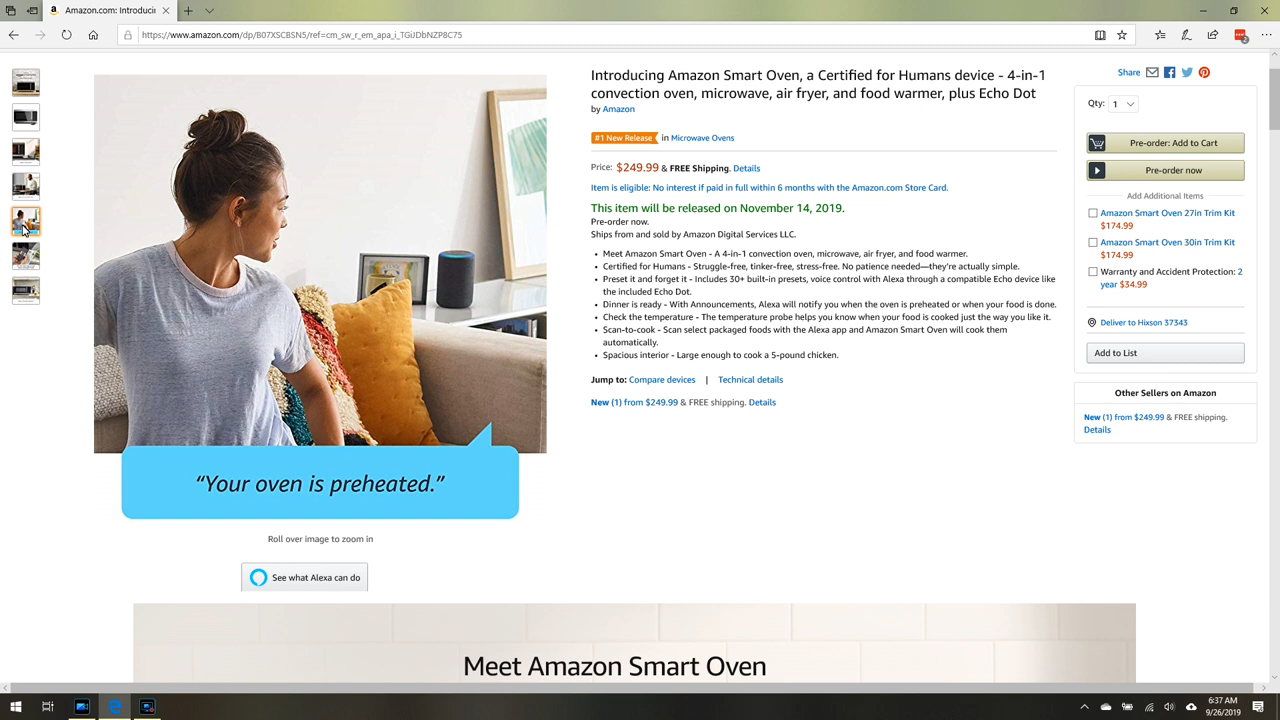 Amazon.com: Introducin
https://www.amazon.com/dp/B07XSCBSN5/ref=cm_sw_r_em_apa_i_TGiJDbNZP8C75
Introducing Amazon Smart Oven, a Certified for Humans device - 4-in-1
convection oven, microwave, air fryer, and food warmer, plus Echo Dot
by Amazon
#1 New Release in Microwave Ovens
Price: $249.99 & FREE Shipping. Details
Item is eligible: No interest if paid in full within 6 months with the Amazon.com Store Card.
This item will be released on November 14, 2019.
Pre-order now.
Ships from and sold by Amazon Digital Services LLC.
• Meet Amazon Smart Oven - A 4-in-1 convection oven, microwave, air fryer, and food warmer.
• Certified for Humans - Struggle-free, tinker-free, stress-free. No patience needed—they're actually simple.
• Preset it and forget it - Includes 30+ built-in presets, voice control with Alexa through a compatible Echo device like
the included Echo Dot.
• Dinner is ready - With Announcements, Alexa will notify you when the oven is preheated or when your food is done.
• Check the temperature - The temperature probe helps you know when your food is cooked just the way you like it.
• Scan-to-cook - Scan select packaged foods with the Alexa app and Amazon Smart Oven will cook them
automatically.
• Spacious interior - Large enough to cook a 5-pound chicken.
Jump to: Compare devices | Technical details
New (1) from $249.99 & FREE shipping. Details
Share
Qty: 1
Pre-order: Add to Cart
Pre-order now
Add Additional Items
Amazon Smart Oven 27in Trim Kit
$174.99
Amazon Smart Oven 30in Trim Kit
$174.99
Warranty and Accident Protection: 2
year $34.99
Deliver to Hixson 37343
Add to List
Other Sellers on Amazon
New (1) from $249.99 & FREE shipping.
Details
“Your oven is preheated.”
Roll over image to zoom in
See what Alexa can do
Meet Amazon Smart Oven
6:37 AM
9/26/2019